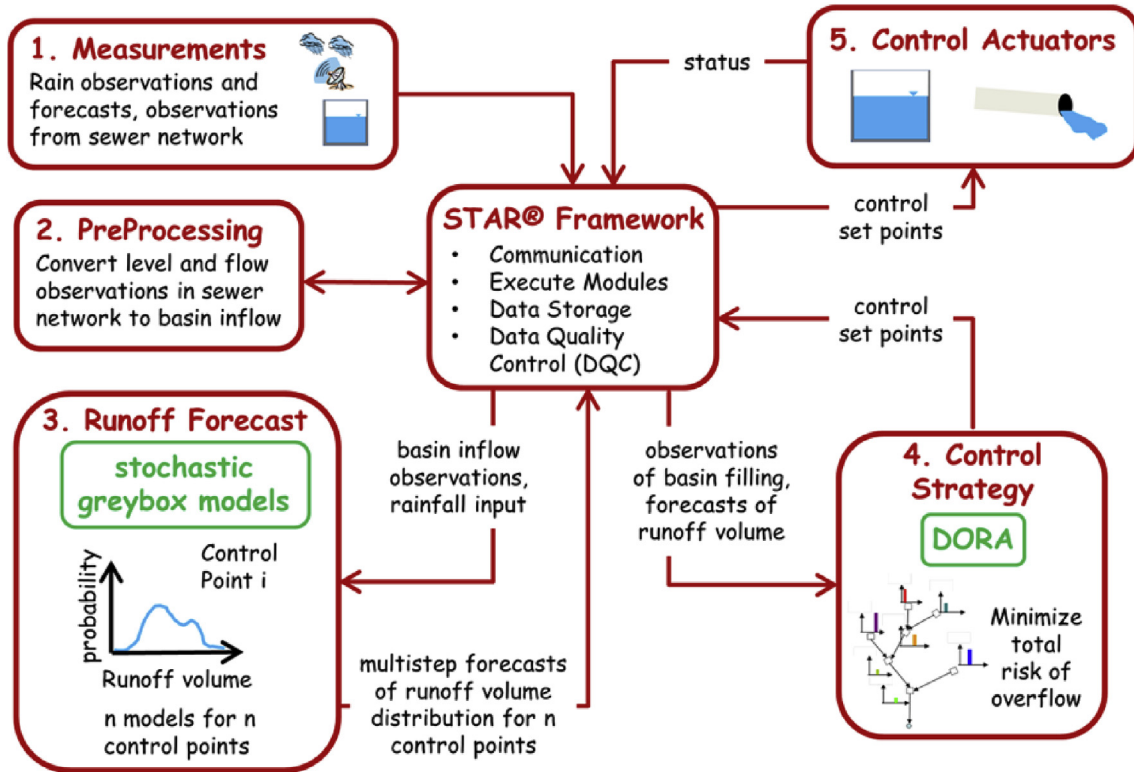 1. Measurements
Rain observations and
forecasts, observations
from sewer network
status
5. Control Actuators
2. PreProcessing
Convert level and flow
observations in sewer
network to basin inflow
STAR® Framework
• Communication
• Execute Modules
• Data Storage
• Data Quality
Control (DQC)
control
set points
control
set points
3. Runoff Forecast
stochastic
greybox models
Control
Point i
probability
Runoff volume
n models for n
control points
basin inflow
observations,
rainfall input
multistep forecasts
of runoff volume
distribution for n
control points
observations
of basin filling,
forecasts of
runoff volume
4. Control
Strategy
DORA
Minimize
total
risk of
overflow